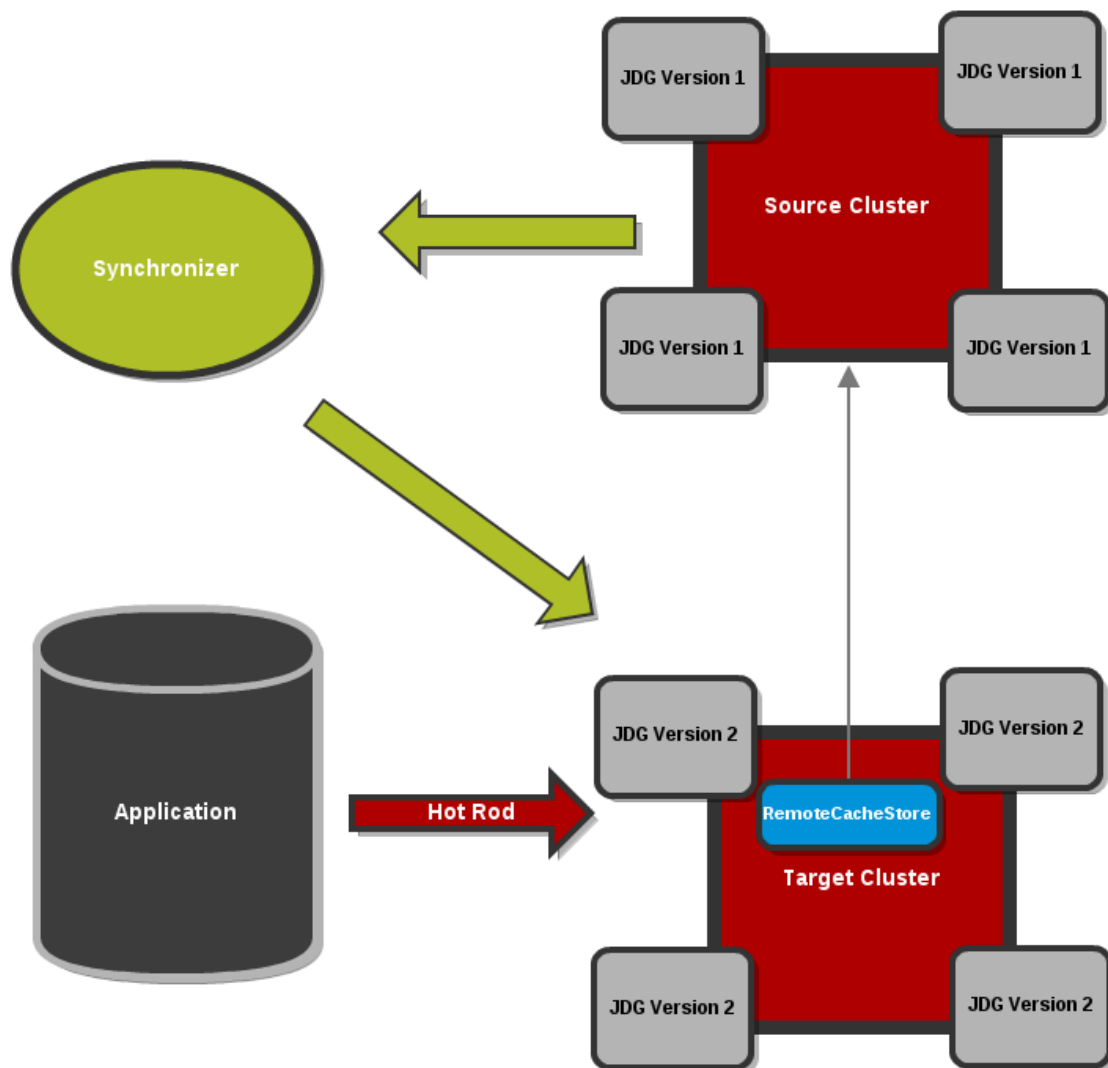 JDG Version 1
JDG Version 1
Source Cluster
Synchronizer
JDG Version 1
JDG Version 1
JDG Version 2
JDG Version 2
Application
Hot Rod
RemoteCacheStore
Target Cluster
JDG Version 2
JDG Version 2